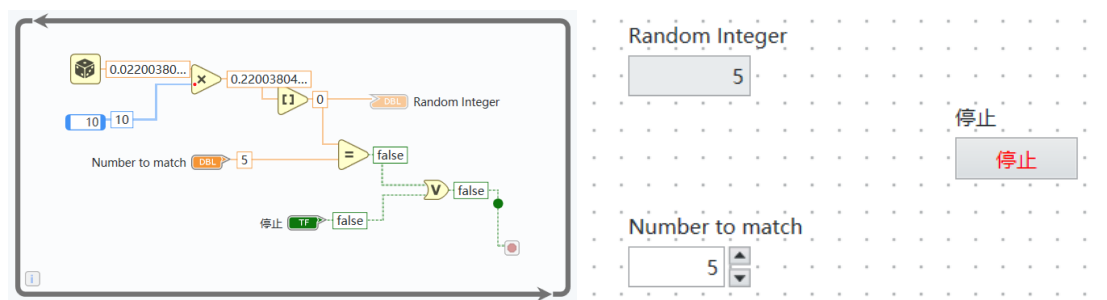 0.02200380...
×
0.22003804...
[ ]
0
DBL
Random Integer
10
10
Number to match
DBL
5
=
false
V
false
停止
TF
false
i
Random Integer
5
停止
停止
Number to match
5